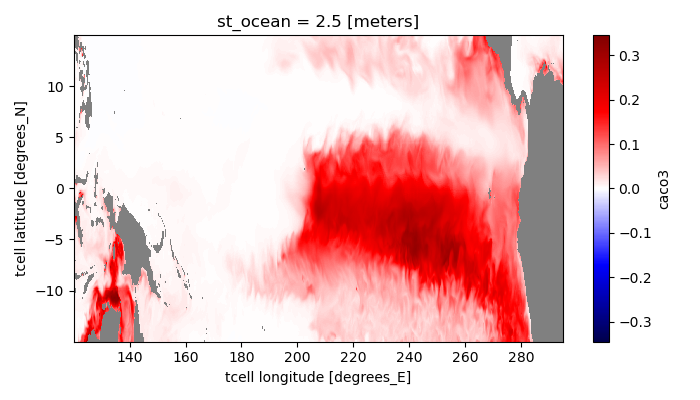 st_ocean = 2.5 [meters]
10
5
0
−5
−10
tcell latitude [degrees_N]
140 160 180 200 220 240 260 280
tcell longitude [degrees_E]
0.3
0.2
0.1
0.0
−0.1
−0.2
−0.3
caco3